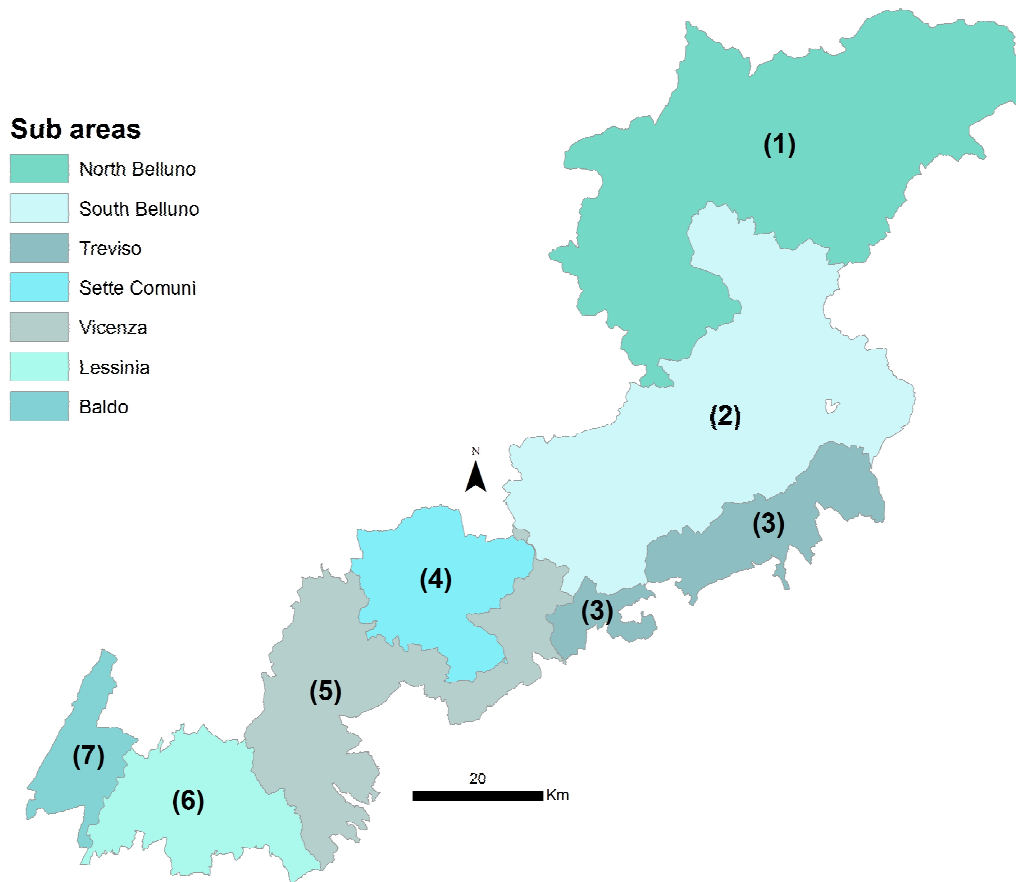 Sub areas
North Belluno
South Belluno
Treviso
Sette Comuni
Vicenza
Lessinia
Baldo
(1)
(2)
N
(3)
(4)
(3)
(5)
(7)
(6)
20
Km